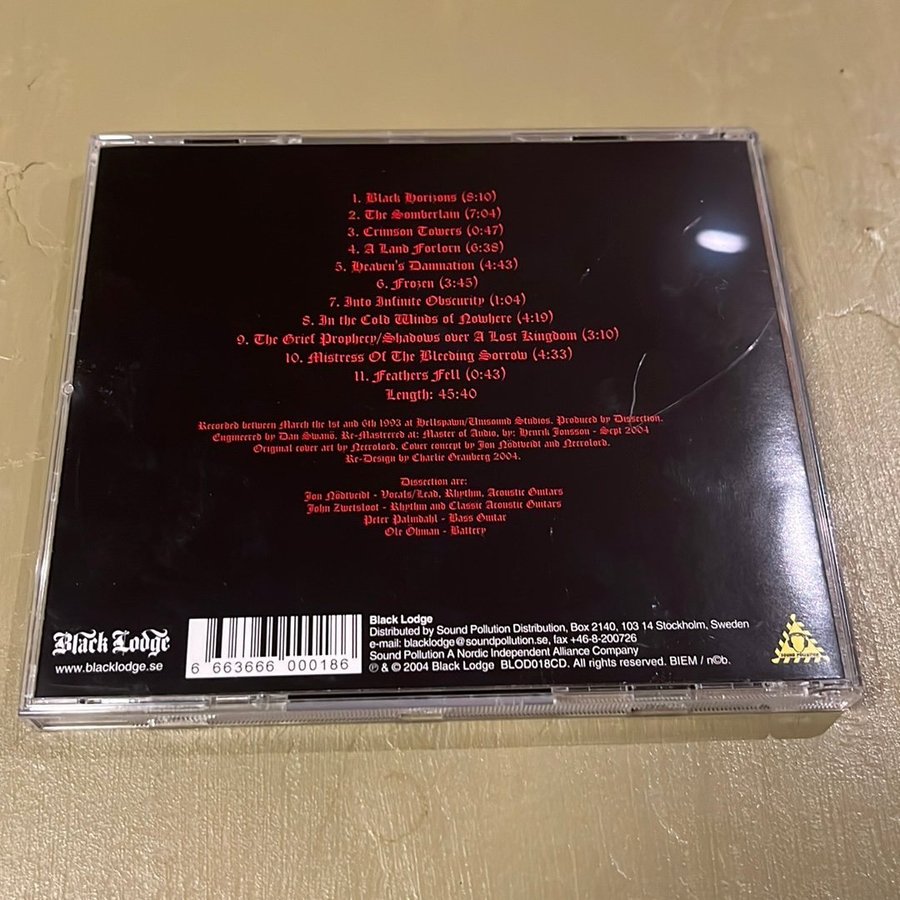 1. Black Horizons (8:10)
2. The Somberlain (7:04)
3. Crimson Towers (0:47)
4. A Land Forlorn (6:38)
5. Heaven's Damnation (4:43)
6. Frozen (3:45)
7. Into Infinite Obscurity (1:04)
8. In the Cold Winds of Nowhere (4:19)
9. The Grief Prophecy/Shadows over A Lost Kingdom (3:10)
10. Mistress Of The Bleeding Sorrow (4:33)
11. Feathers Fell (0:43)
Length: 45:40
Recorded between March the 1st and 6th 1993 at Hellspawn/Unisound Studios. Produced by Dissection.
Engineered by Dan Swanö. Re-Mastered at: Master of Audio, by: Henrik Jonsson - Sept 2004
Original cover art by Necrolord. Cover concept by Jon Nödtveidt and Necrolord.
Re-Design by Charlie Granberg 2004.
Dissection are:
Jon Nödtveidt - Vocals/Lead, Rhythm, Acoustic Guitars
John Zwetsloot - Rhythm and Classic Acoustic Guitars
Peter Palmdahl - Bass Guitar
Ole Öhman - Battery
Black Lodge
www.blacklodge.se
6 663666 000186
Black Lodge
Distributed by Sound Pollution Distribution, Box 2140, 103 14 Stockholm, Sweden
e-mail: blacklodge@soundpollution.se, fax +46-8-200726
Sound Pollution A Nordic Independent Alliance Company
℗ & © 2004 Black Lodge BLOD018CD. All rights reserved. BIEM / n©b.
SOUND POLLUTION